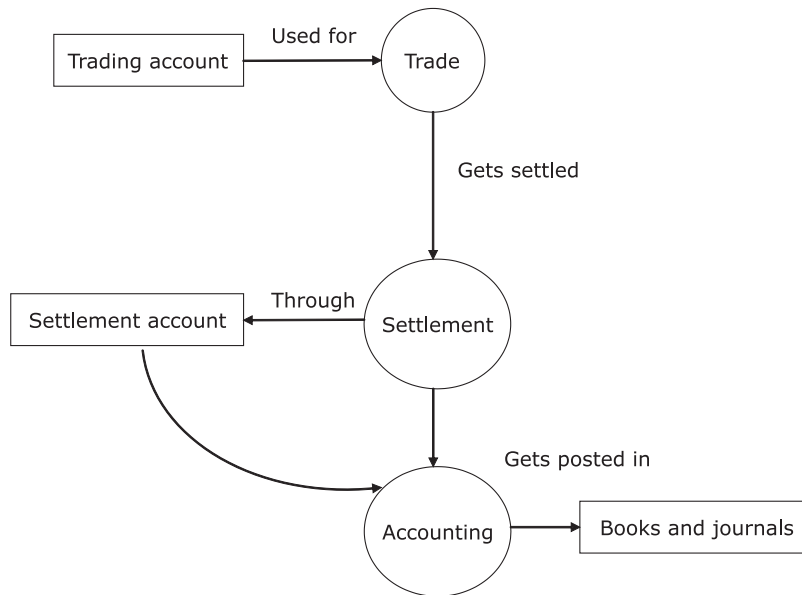 Used for
Trading account
Trade
Gets settled
Through
Settlement account
Settlement
Gets posted in
Accounting
Books and journals